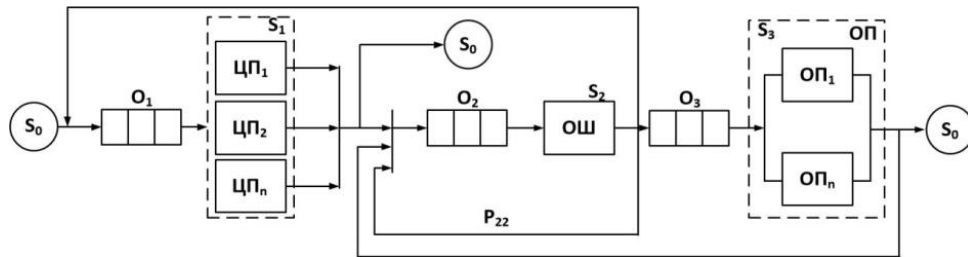 S₁
S₃ ОП
ЦП₁
S₀
ОП₁
O₁
O₂
S₂
O₃
S₀
ЦП₂
ОШ
S₀
ЦПₙ
ОПₙ
P₂₂